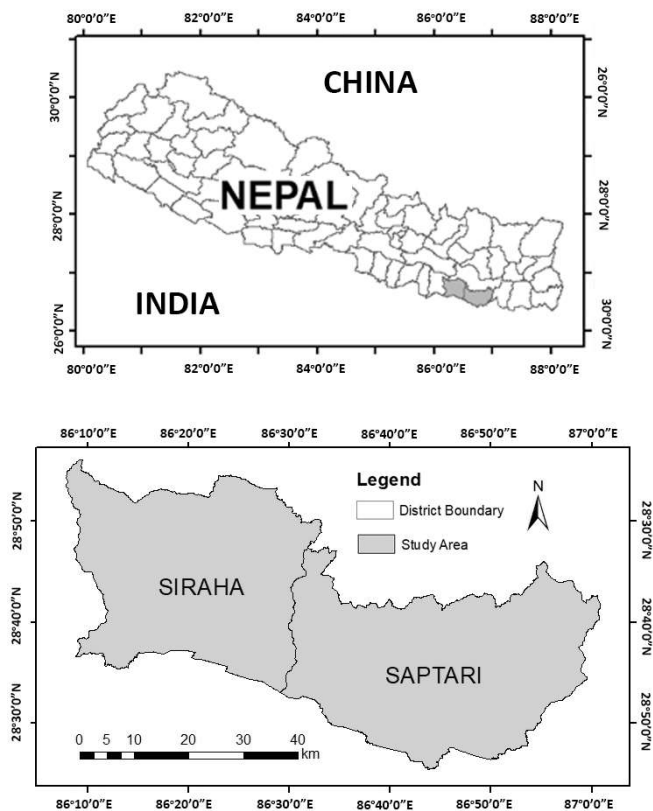 80°0'0"E 82°0'0"E 84°0'0"E 86°0'0"E 88°0'0"E
CHINA
30°0'0"N
26°0'0"N
NEPAL
28°0'0"N
28°0'0"N
INDIA
26°0'0"N
30°0'0"N
80°0'0"E 82°0'0"E 84°0'0"E 86°0'0"E 88°0'0"E
86°10'0"E 86°20'0"E 86°30'0"E 86°40'0"E 86°50'0"E 87°0'0"E
Legend
N
District Boundary
Study Area
28°50'0"N
28°30'0"N
SIRAHA
28°40'0"N
28°40'0"N
SAPTARI
28°30'0"N
28°50'0"N
0 5 10 20 30 40
km
86°10'0"E 86°20'0"E 86°30'0"E 86°40'0"E 86°50'0"E 87°0'0"E